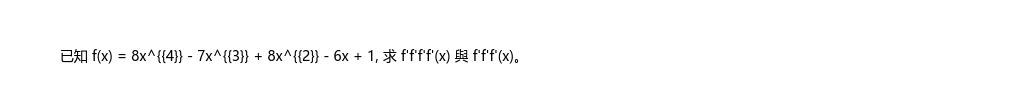 已知 f(x) = 8x^{{4}} - 7x^{{3}} + 8x^{{2}} - 6x + 1, 求 f'f'f'f'(x) 與 f'f'f'(x)。